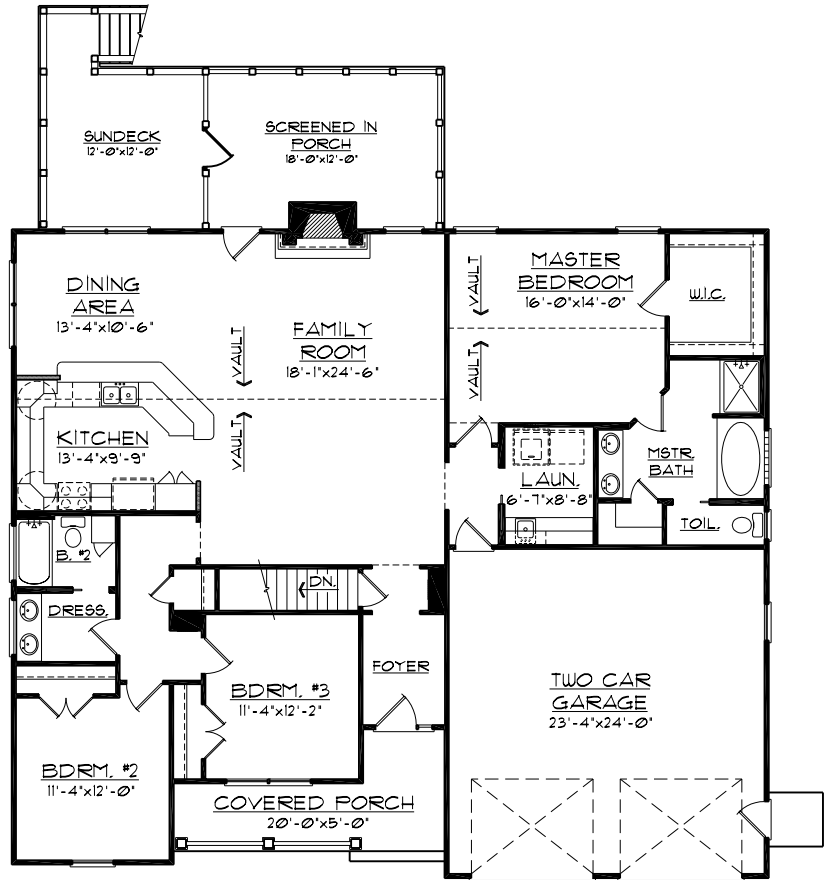 SUNDECK
12'-0"x12'-0"
SCREENED IN
PORCH
18'-0"x12'-0"
DINING
AREA
13'-4"x10'-6"
VAULT
FAMILY
ROOM
18'-1"x24'-6"
VAULT
VAULT
MASTER
BEDROOM
16'-0"x14'-0"
VAULT
W.I.C.
KITCHEN
13'-4"x9'-9"
LAUN.
6'-7"x8'-8"
MSTR.
BATH
TOIL.
B. #2
DRESS.
DN.
FOYER
BDRM. #3
11'-4"x12'-2"
TWO CAR
GARAGE
23'-4"x24'-0"
BDRM. #2
11'-4"x12'-0"
COVERED PORCH
20'-0"x5'-0"